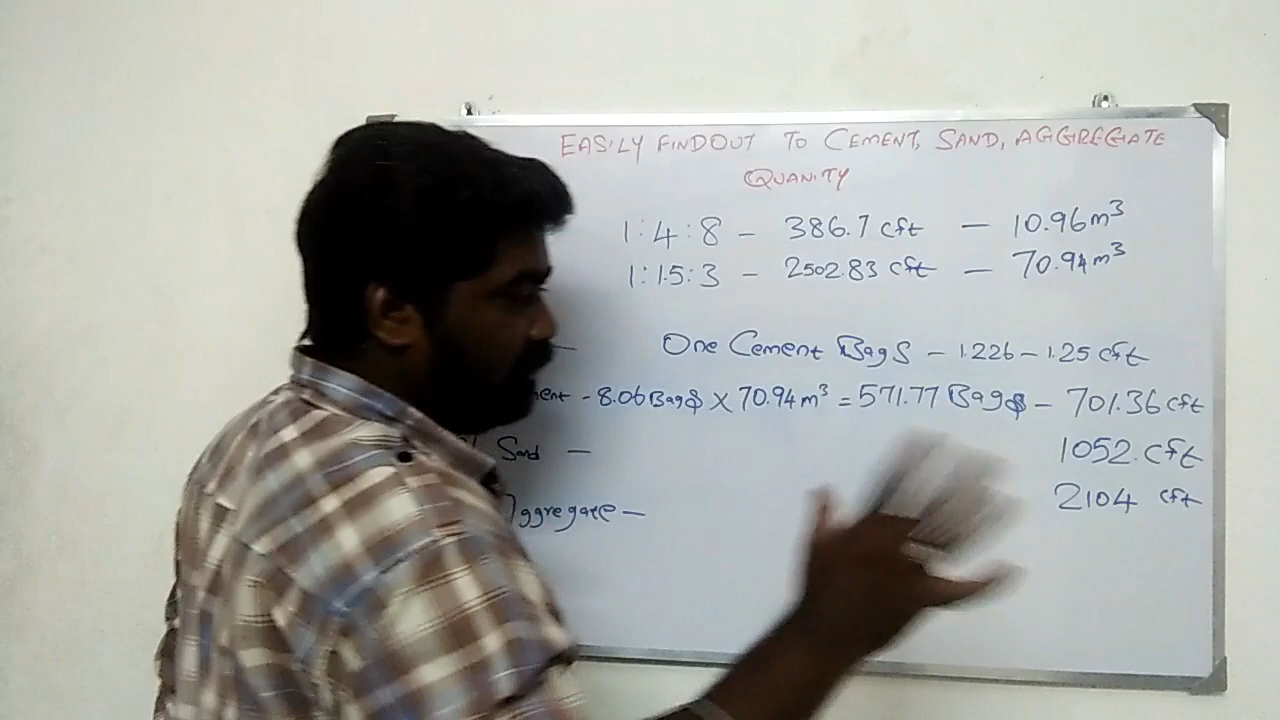 EASILY FINDOUT TO CEMENT, SAND, AGGREGATE
QUANITY
1:4:8 - 386.7 cft - 10.96m³
1:1.5:3 - 2502.83 cft - 70.94m³
- One Cement Bags - 1.226 - 1.25 cft
ment - 8.06 Bags X 70.94m³ = 571.77 Bags - 701.36 cft
Sand - 1052. cft
Aggregate - 2104 cft